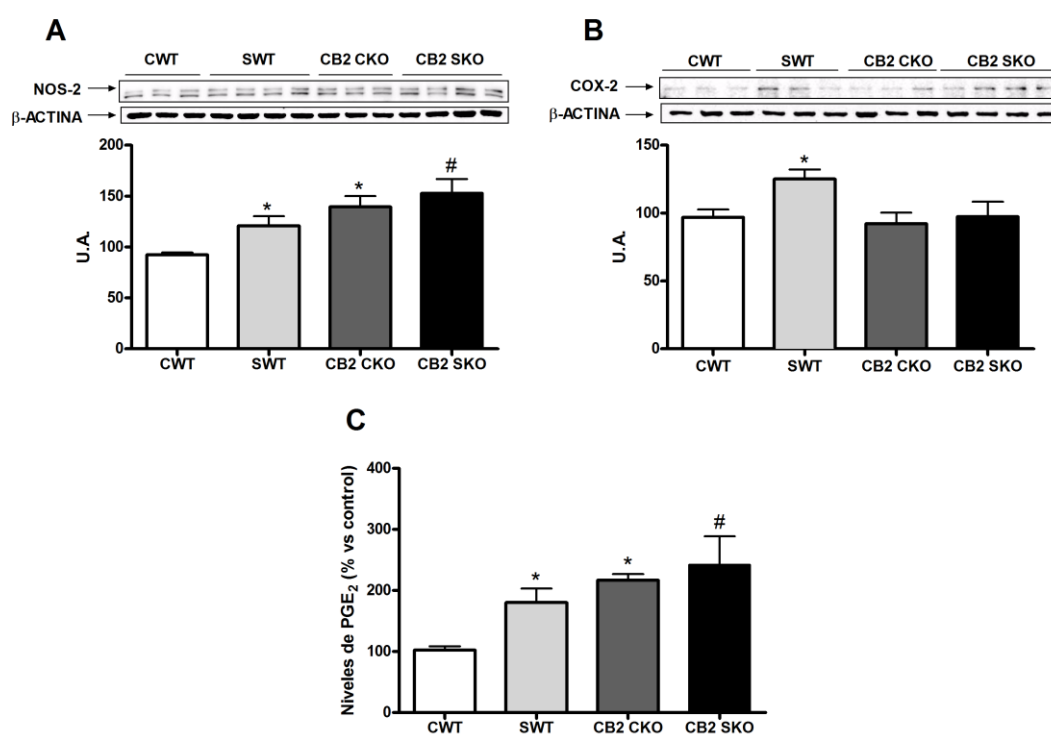 A
CWT SWT CB2 CKO CB2 SKO
NOS-2
β-ACTINA
200
150
100
50
0
U.A.
* * #
CWT SWT CB2 CKO CB2 SKO
B
CWT SWT CB2 CKO CB2 SKO
COX-2
β-ACTINA
150
100
50
0
U.A.
*
CWT SWT CB2 CKO CB2 SKO
C
400
300
200
100
0
Niveles de PGE₂ (% vs control)
* * #
CWT SWT CB2 CKO CB2 SKO